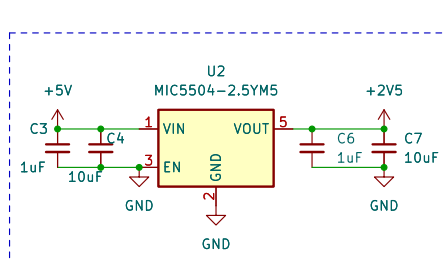 U2
MIC5504-2.5YM5
+5V
+2V5
1
VIN
VOUT
5
C3
C4
C6
C7
1uF
10uF
1uF
10uF
3
EN
GND
2
GND
GND
GND